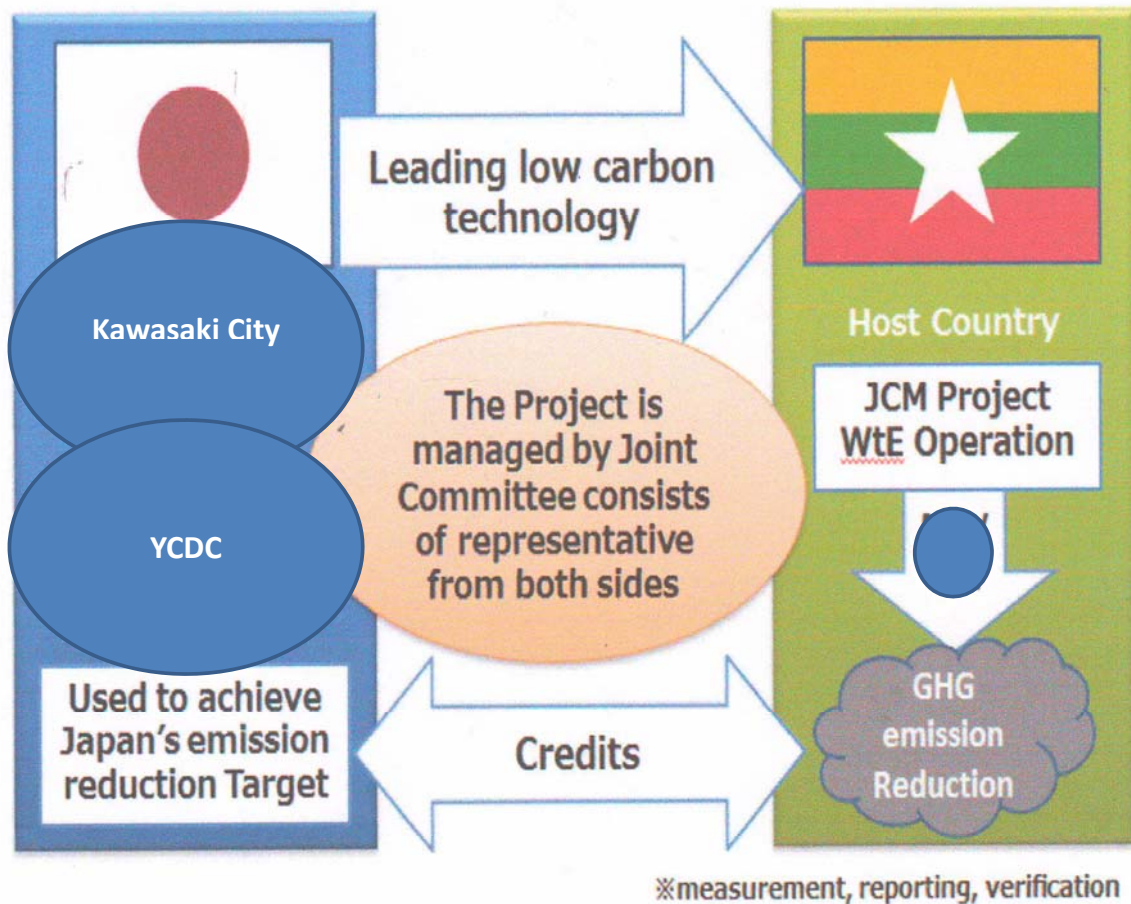 Leading low carbon
technology
Kawasaki City
YCDC
The Project is
managed by Joint
Committee consists
of representative
from both sides
Host Country
JCM Project
WtE Operation
Used to achieve
Japan's emission
reduction Target
Credits
GHG
emission
Reduction
※measurement, reporting, verification